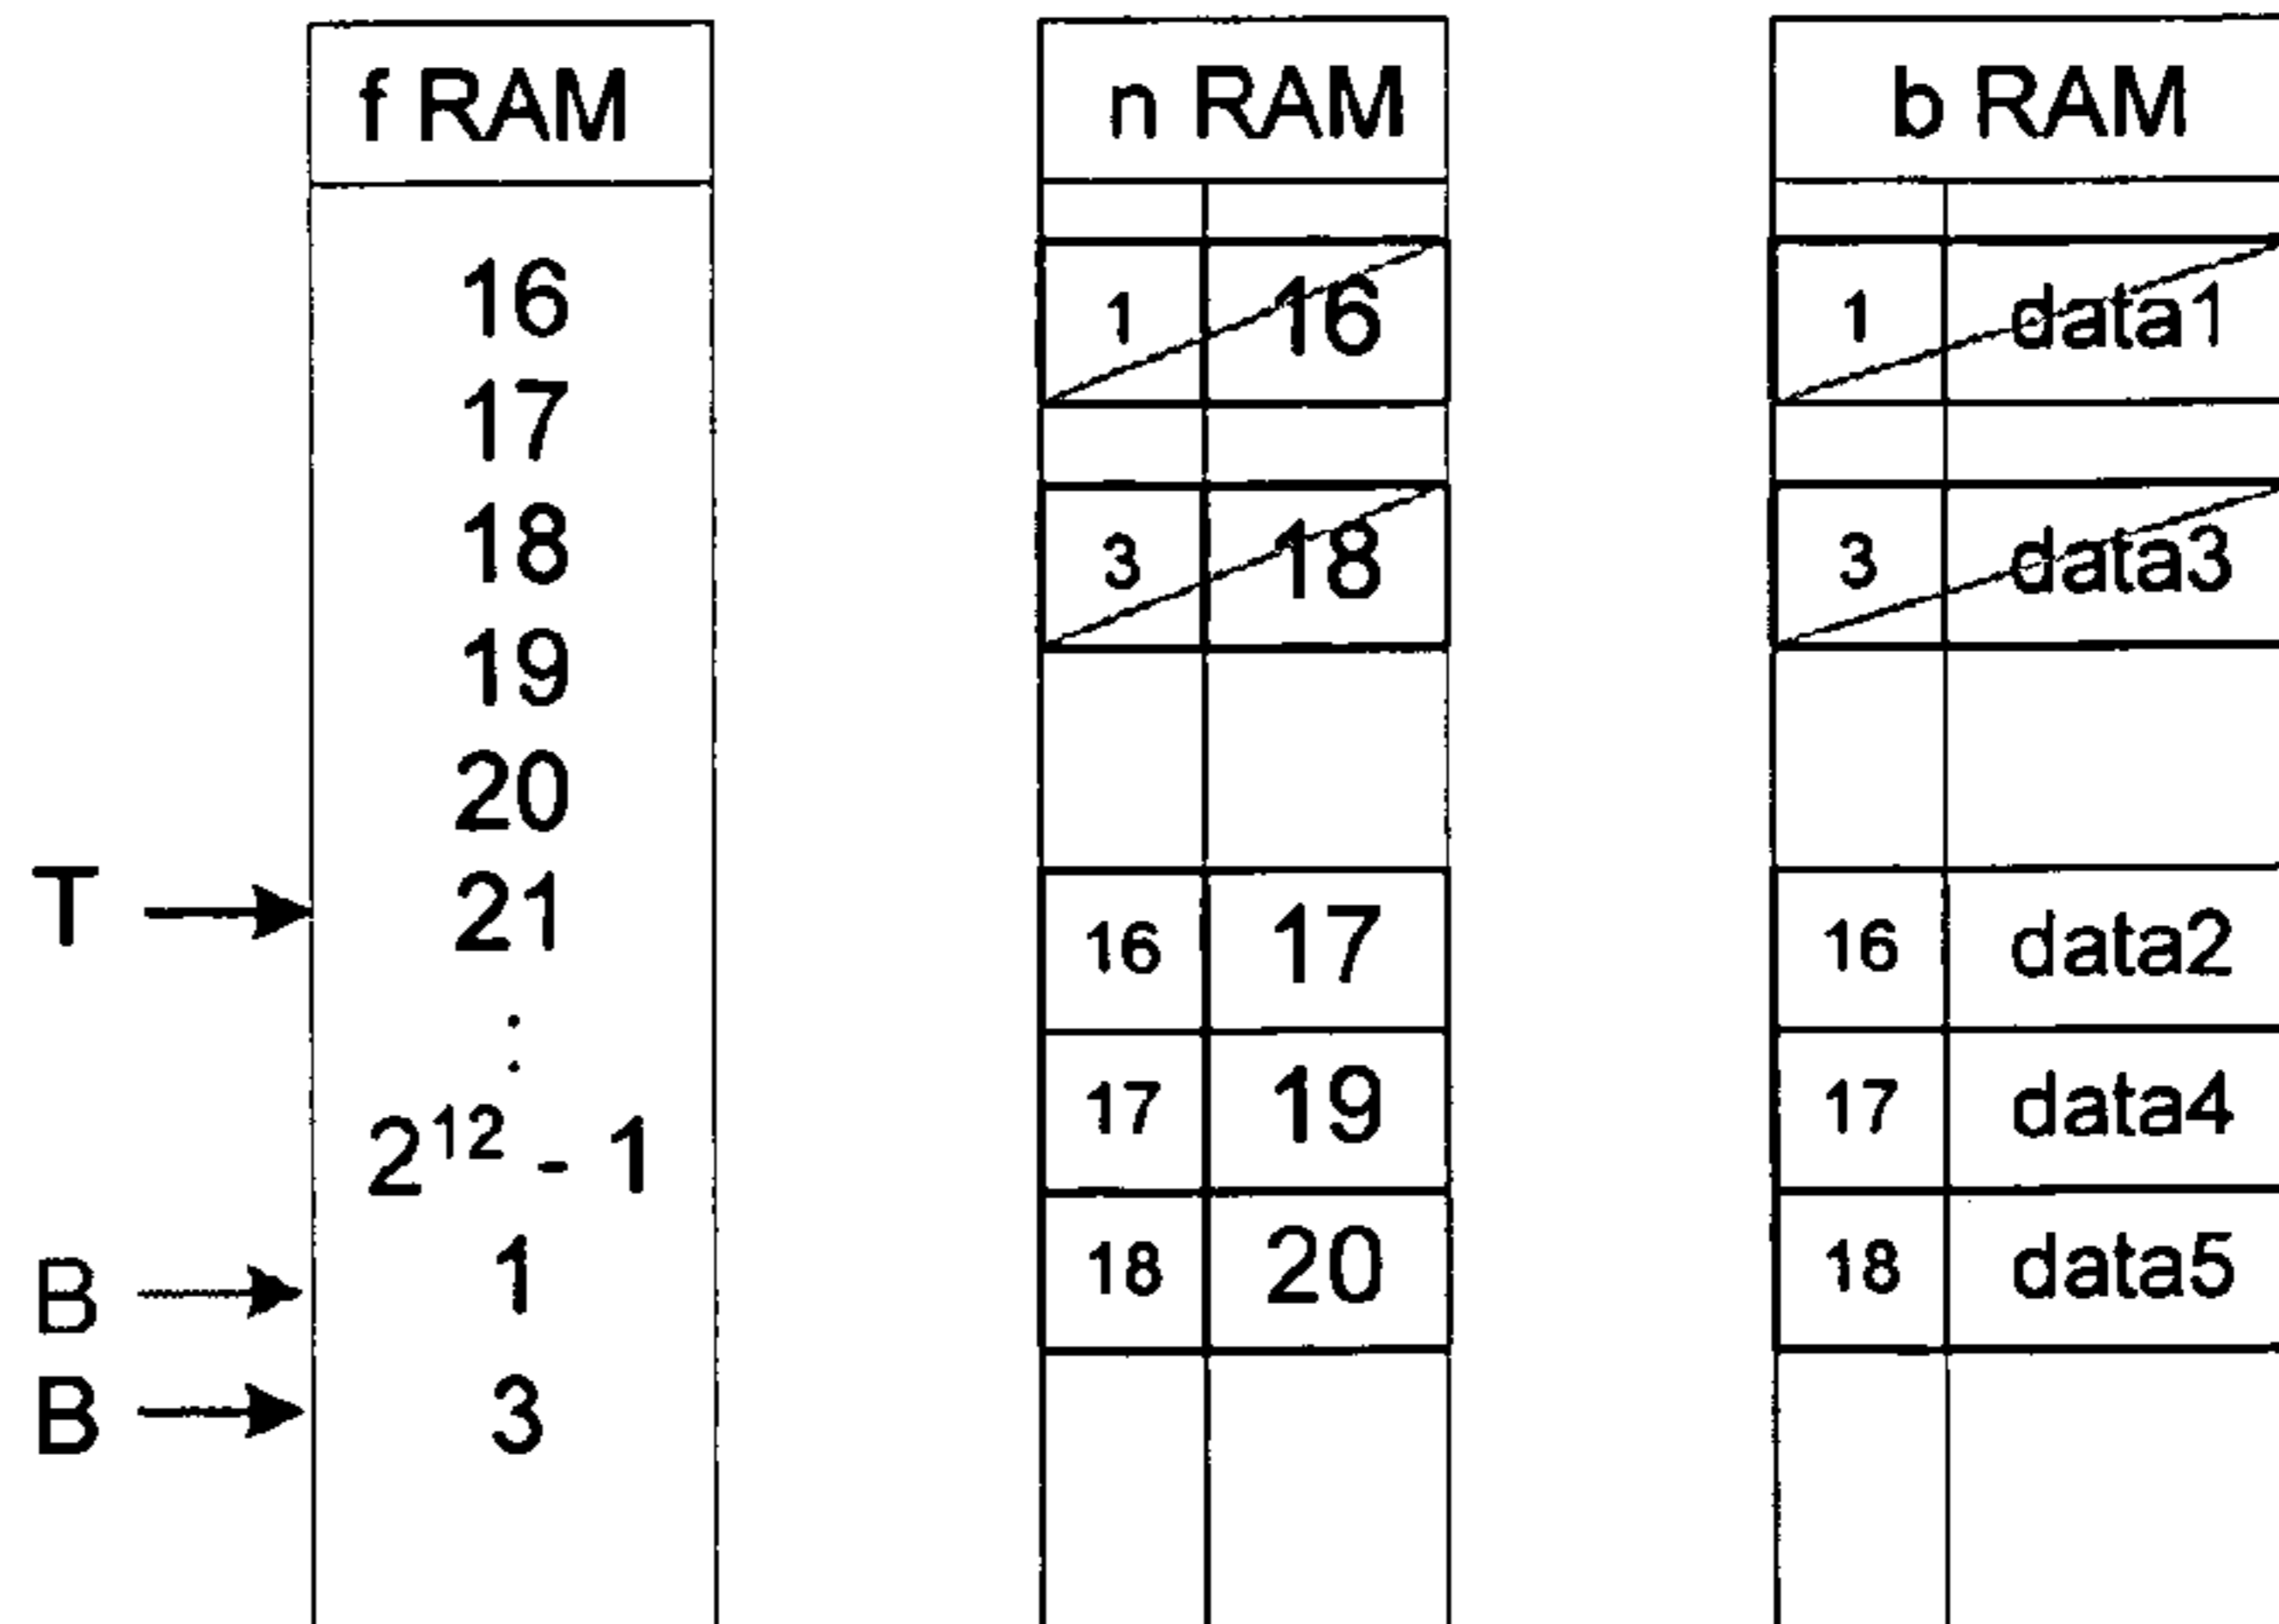 f RAM n RAM b RAM
16 1 16 1 data1
17
18 3 18 3 data3
19
20
T 21 16 17 16 data2
:
2¹² - 1 17 19 17 data4
B 1 18 20 18 data5
B 3